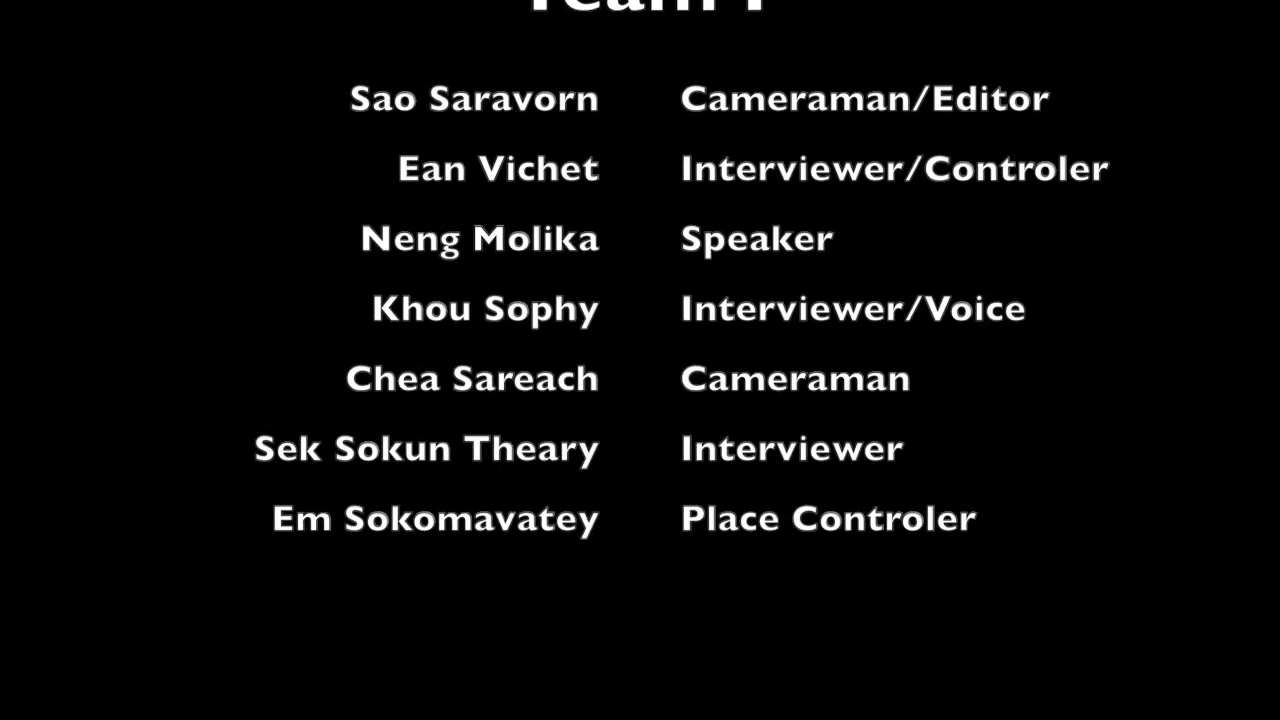 Sao Saravorn Cameraman/Editor
Ean Vichet Interviewer/Controler
Neng Molika Speaker
Khou Sophy Interviewer/Voice
Chea Sareach Cameraman
Sek Sokun Theary Interviewer
Em Sokomavatey Place Controler